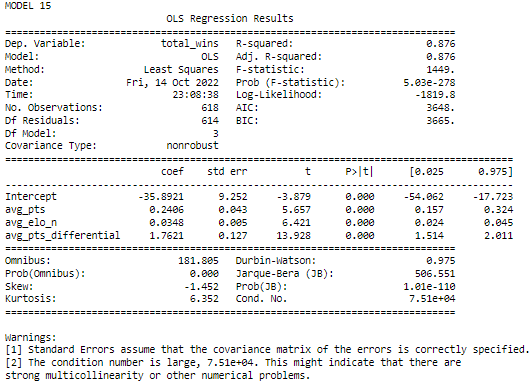 MODEL 15
OLS Regression Results
==============================================================================
Dep. Variable: total_wins R-squared: 0.876
Model: OLS Adj. R-squared: 0.876
Method: Least Squares F-statistic: 1449.
Date: Fri, 14 Oct 2022 Prob (F-statistic): 5.03e-278
Time: 23:08:38 Log-Likelihood: -1819.8
No. Observations: 618 AIC: 3648.
Df Residuals: 614 BIC: 3665.
Df Model: 3
Covariance Type: nonrobust
==============================================================================
coef std err t P>|t| [0.025 0.975]
------------------------------------------------------------------------------
Intercept -35.8921 9.252 -3.879 0.000 -54.062 -17.723
avg_pts 0.2406 0.043 5.657 0.000 0.157 0.324
avg_elo_n 0.0348 0.005 6.421 0.000 0.024 0.045
avg_pts_differential 1.7621 0.127 13.928 0.000 1.514 2.011
==============================================================================
Omnibus: 181.805 Durbin-Watson: 0.975
Prob(Omnibus): 0.000 Jarque-Bera (JB): 506.551
Skew: -1.452 Prob(JB): 1.01e-110
Kurtosis: 6.352 Cond. No. 7.51e+04
==============================================================================
Warnings:
[1] Standard Errors assume that the covariance matrix of the errors is correctly specified.
[2] The condition number is large, 7.51e+04. This might indicate that there are
strong multicollinearity or other numerical problems.